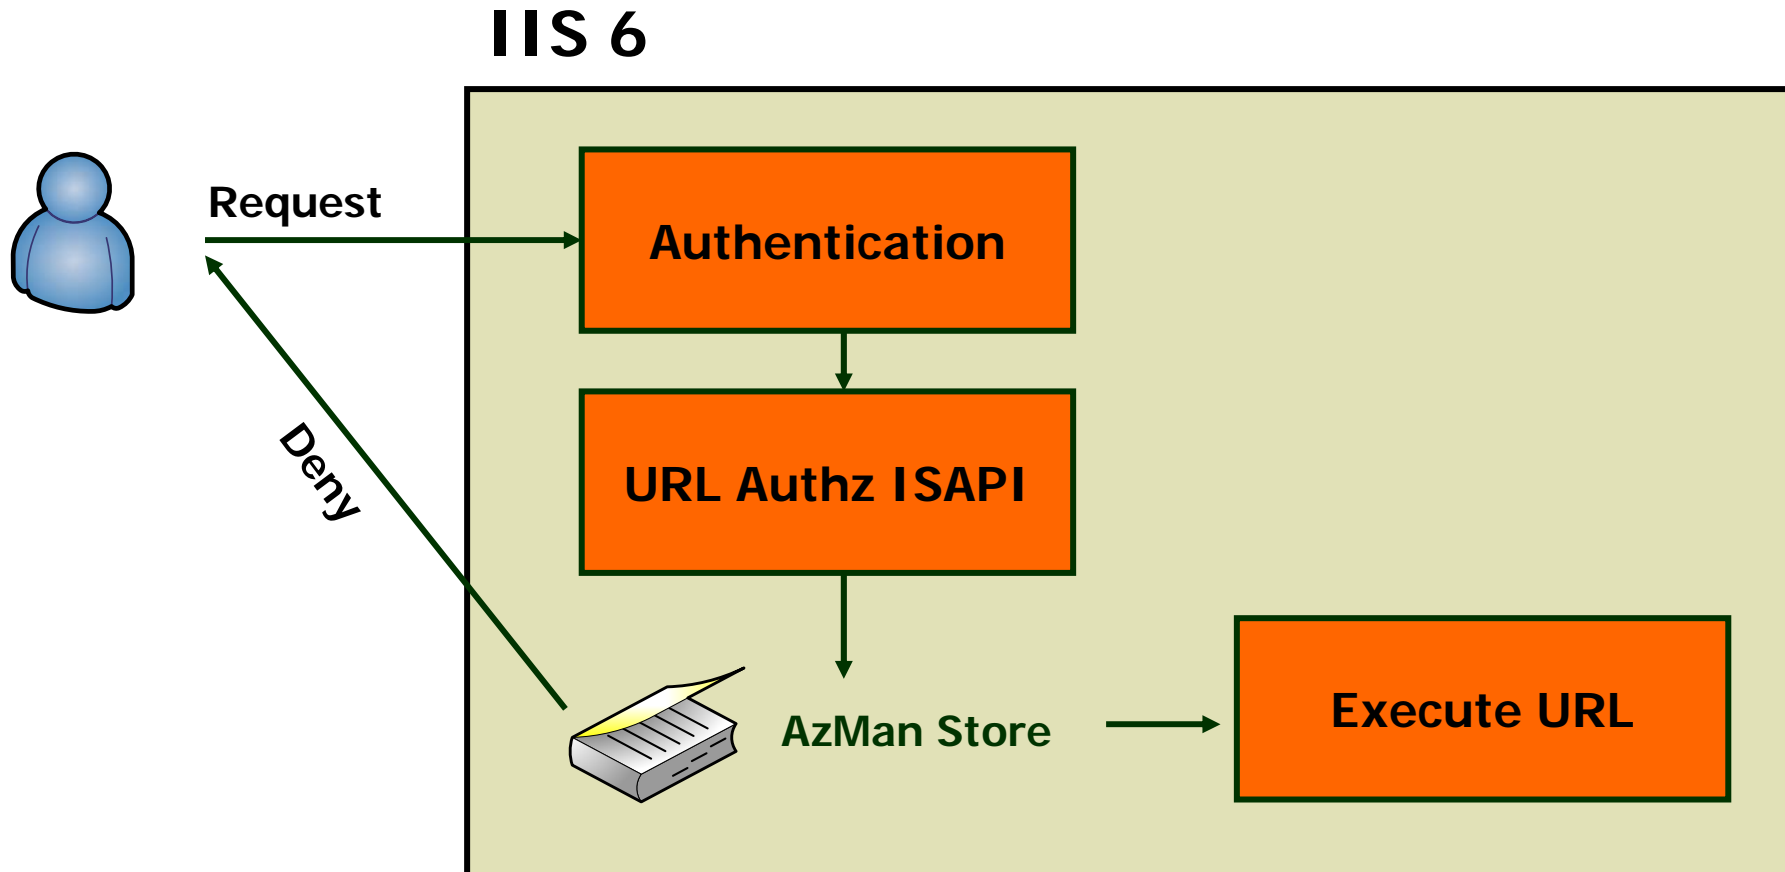 IIS 6
Request
Authentication
Deny
URL Authz ISAPI
AzMan Store
Execute URL